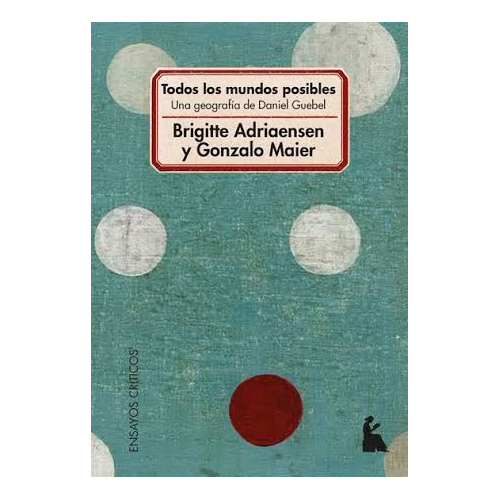 Todos los mundos posibles
Una geografía de Daniel Guebel
Brigitte Adriaensen
y Gonzalo Maier
ENSAYOS CRÍTICOS